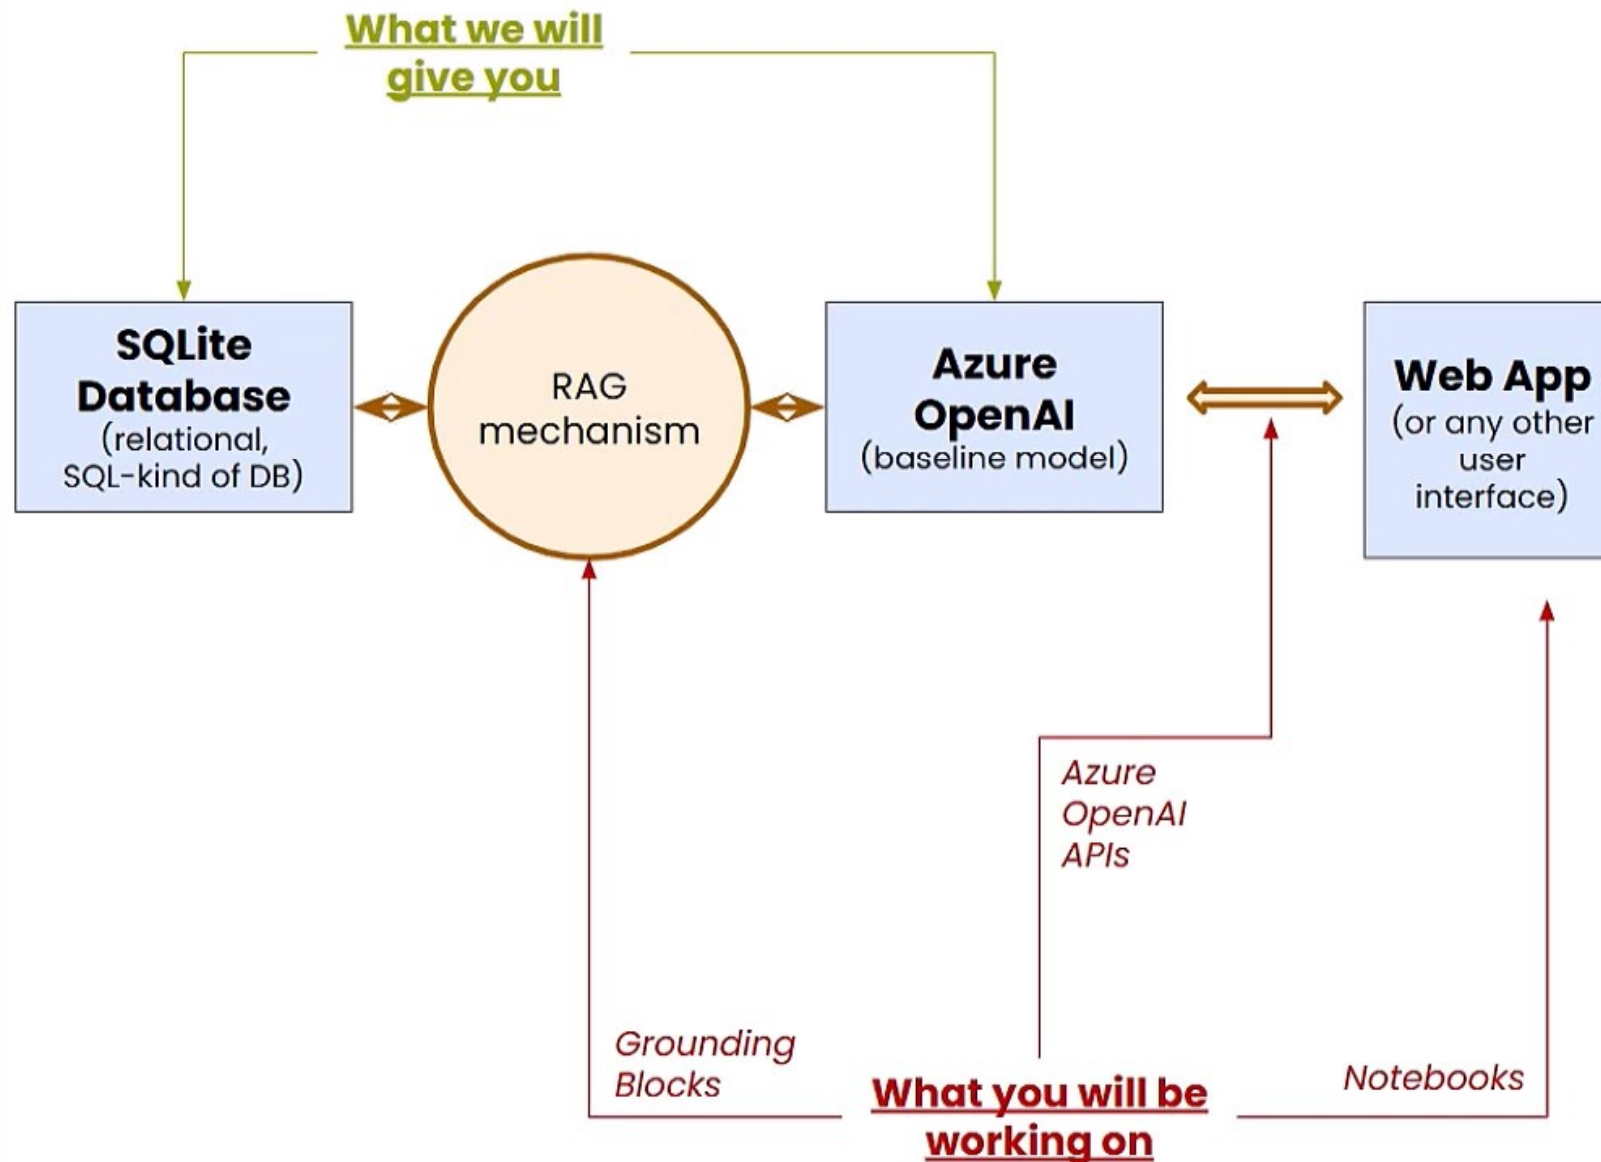 What we will
give you
SQLite
Database
(relational,
SQL-kind of DB)
RAG
mechanism
Azure
OpenAI
(baseline model)
Web App
(or any other
user
interface)
Azure
OpenAI
APIs
Grounding
Blocks
What you will be
working on
Notebooks